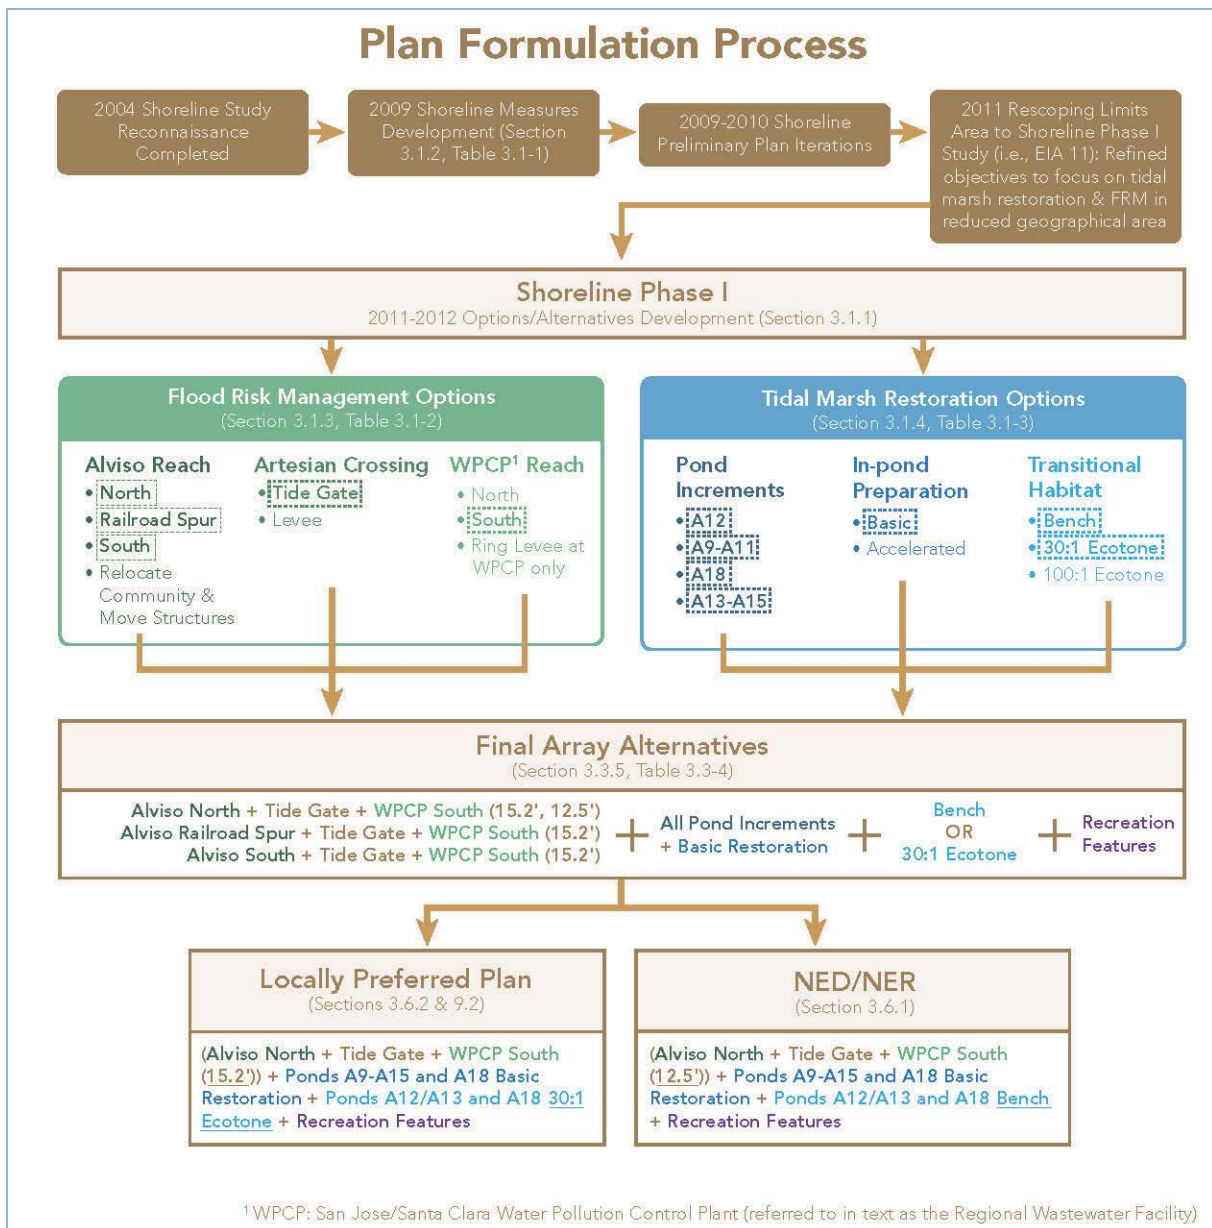 Plan Formulation Process
2004 Shoreline Study
Reconnaissance
Completed
2009 Shoreline Measures
Development (Section
3.1.2, Table 3.1-1)
2009-2010 Shoreline
Preliminary Plan Iterations
2011 Rescoping Limits
Area to Shoreline Phase I
Study (i.e., EIA 11): Refined
objectives to focus on tidal
marsh restoration & FRM in
reduced geographical area
Shoreline Phase I
2011-2012 Options/Alternatives Development (Section 3.1.1)
Flood Risk Management Options
(Section 3.1.3, Table 3.1-2)
Alviso Reach
• North
• Railroad Spur
• South
• Relocate
Community &
Move Structures
Artesian Crossing
• Tide Gate
• Levee
WPCP¹ Reach
• North
• South
• Ring Levee at
WPCP only
Tidal Marsh Restoration Options
(Section 3.1.4, Table 3.1-3)
Pond
Increments
• A12
• A9-A11
• A18
• A13-A15
In-pond
Preparation
• Basic
• Accelerated
Transitional
Habitat
• Bench
• 30:1 Ecotone
• 100:1 Ecotone
Final Array Alternatives
(Section 3.3.5, Table 3.3-4)
Alviso North + Tide Gate + WPCP South (15.2', 12.5')
Alviso Railroad Spur + Tide Gate + WPCP South (15.2')
Alviso South + Tide Gate + WPCP South (15.2')
+
All Pond Increments
+ Basic Restoration
+
Bench
OR
30:1 Ecotone
+
Recreation
Features
Locally Preferred Plan
(Sections 3.6.2 & 9.2)
(Alviso North + Tide Gate + WPCP South
(15.2')) + Ponds A9-A15 and A18 Basic
Restoration + Ponds A12/A13 and A18 30:1
Ecotone + Recreation Features
NED/NER
(Section 3.6.1)
(Alviso North + Tide Gate + WPCP South
(12.5')) + Ponds A9-A15 and A18 Basic
Restoration + Ponds A12/A13 and A18 Bench
+ Recreation Features
¹ WPCP: San Jose/Santa Clara Water Pollution Control Plant (referred to in text as the Regional Wastewater Facility)